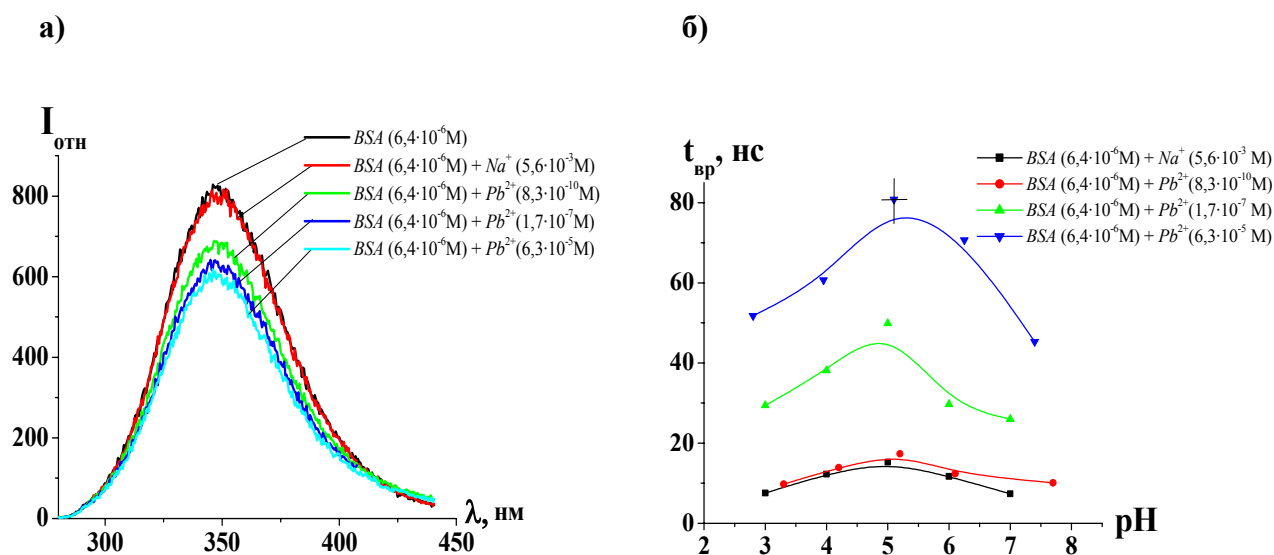 а)
б)
Iотн
BSA (6,4·10⁻⁶M)
BSA (6,4·10⁻⁶M) + Na⁺ (5,6·10⁻³M)
BSA (6,4·10⁻⁶M) + Pb²⁺(8,3·10⁻¹⁰M)
BSA (6,4·10⁻⁶M) + Pb²⁺(1,7·10⁻⁷M)
BSA (6,4·10⁻⁶M) + Pb²⁺(6,3·10⁻⁵M)
800
600
400
200
0
300 350 400 450
λ, нм
tвр, нс
BSA (6,4·10⁻⁶M) + Na⁺ (5,6·10⁻³ M)
BSA (6,4·10⁻⁶M) + Pb²⁺(8,3·10⁻¹⁰M)
BSA (6,4·10⁻⁶M) + Pb²⁺(1,7·10⁻⁷ M)
BSA (6,4·10⁻⁶M) + Pb²⁺(6,3·10⁻⁵ M)
80
60
40
20
0
2 3 4 5 6 7 8
pH